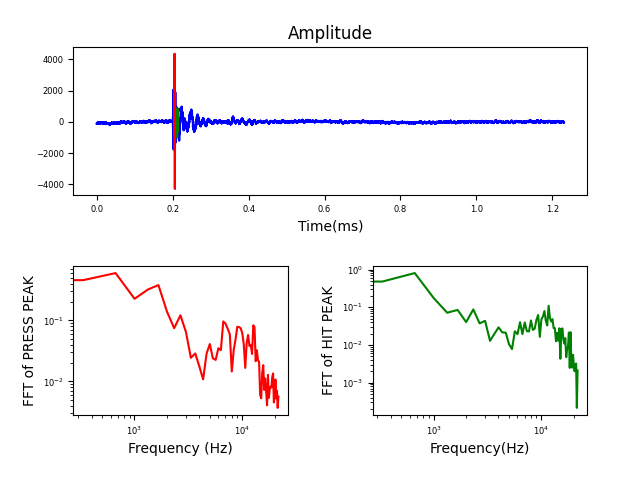 Amplitude
4000
2000
0
−2000
−4000
0.0 0.2 0.4 0.6 0.8 1.0 1.2
Time(ms)
FFT of PRESS PEAK
10⁻¹
10⁻²
10³ 10⁴
Frequency (Hz)
FFT of HIT PEAK
10⁰
10⁻¹
10⁻²
10⁻³
10³ 10⁴
Frequency(Hz)